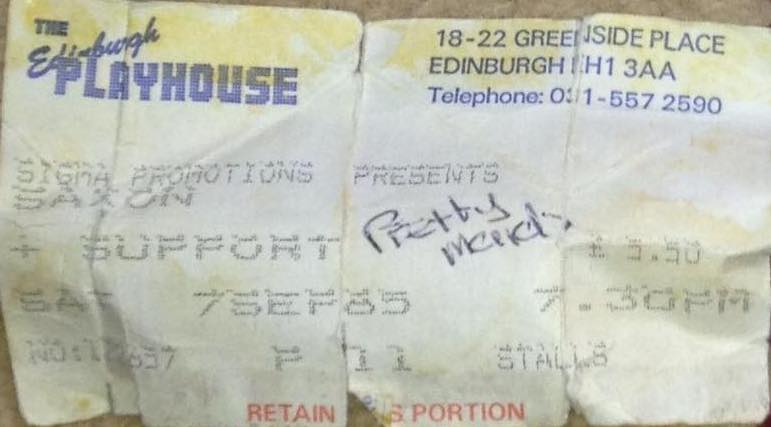 THE
Edinburgh
PLAYHOUSE
18-22 GREENSIDE PLACE
EDINBURGH EH1 3AA
Telephone: 031-557 2590
SIGMA PROMOTIONS PRESENTS
SAXON
+ SUPPORT
Pretty
Maids
SAT 7SEP85 7.30PM
P 11 STALLS
RETAIN S PORTION